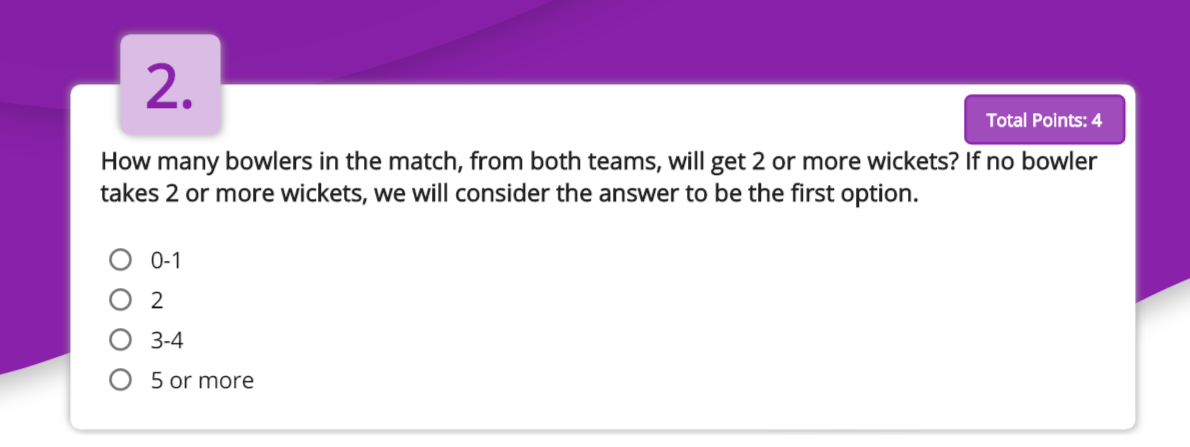 2.
Total Points: 4
How many bowlers in the match, from both teams, will get 2 or more wickets? If no bowler
takes 2 or more wickets, we will consider the answer to be the first option.
0-1
2
3-4
5 or more